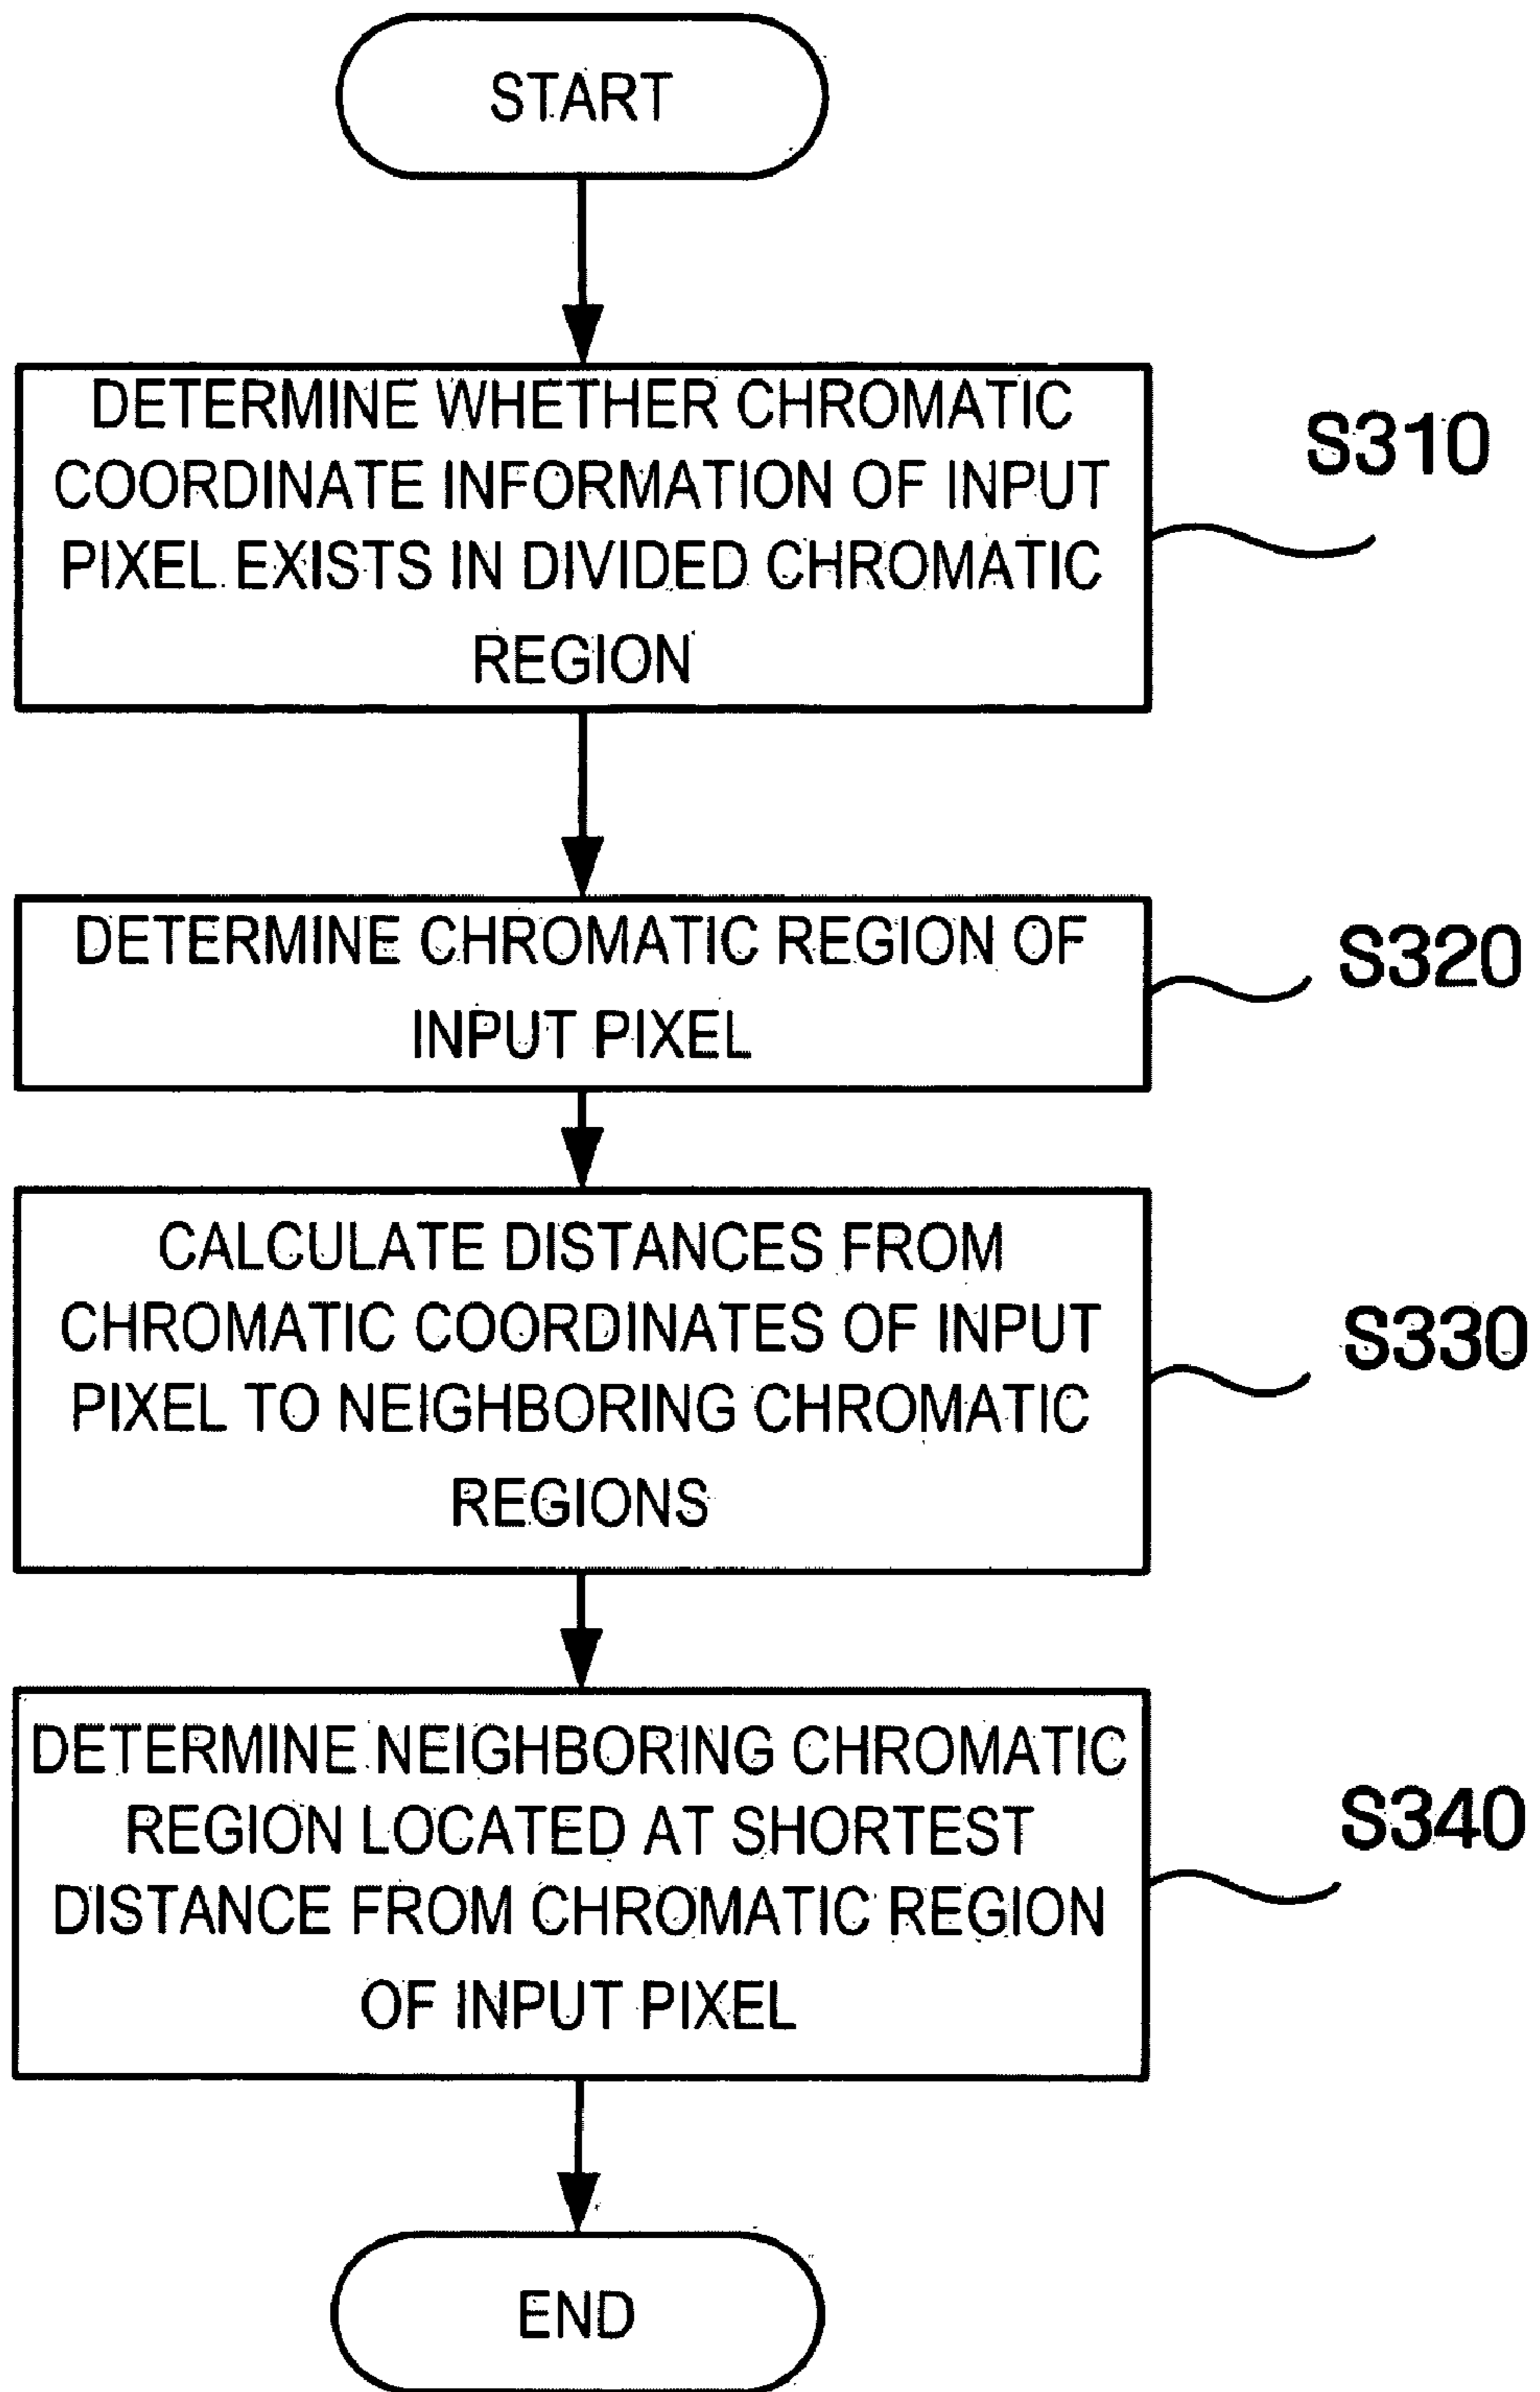 START
DETERMINE WHETHER CHROMATIC
COORDINATE INFORMATION OF INPUT
PIXEL EXISTS IN DIVIDED CHROMATIC
REGION
S310
DETERMINE CHROMATIC REGION OF
INPUT PIXEL
S320
CALCULATE DISTANCES FROM
CHROMATIC COORDINATES OF INPUT
PIXEL TO NEIGHBORING CHROMATIC
REGIONS
S330
DETERMINE NEIGHBORING CHROMATIC
REGION LOCATED AT SHORTEST
DISTANCE FROM CHROMATIC REGION
OF INPUT PIXEL
S340
END